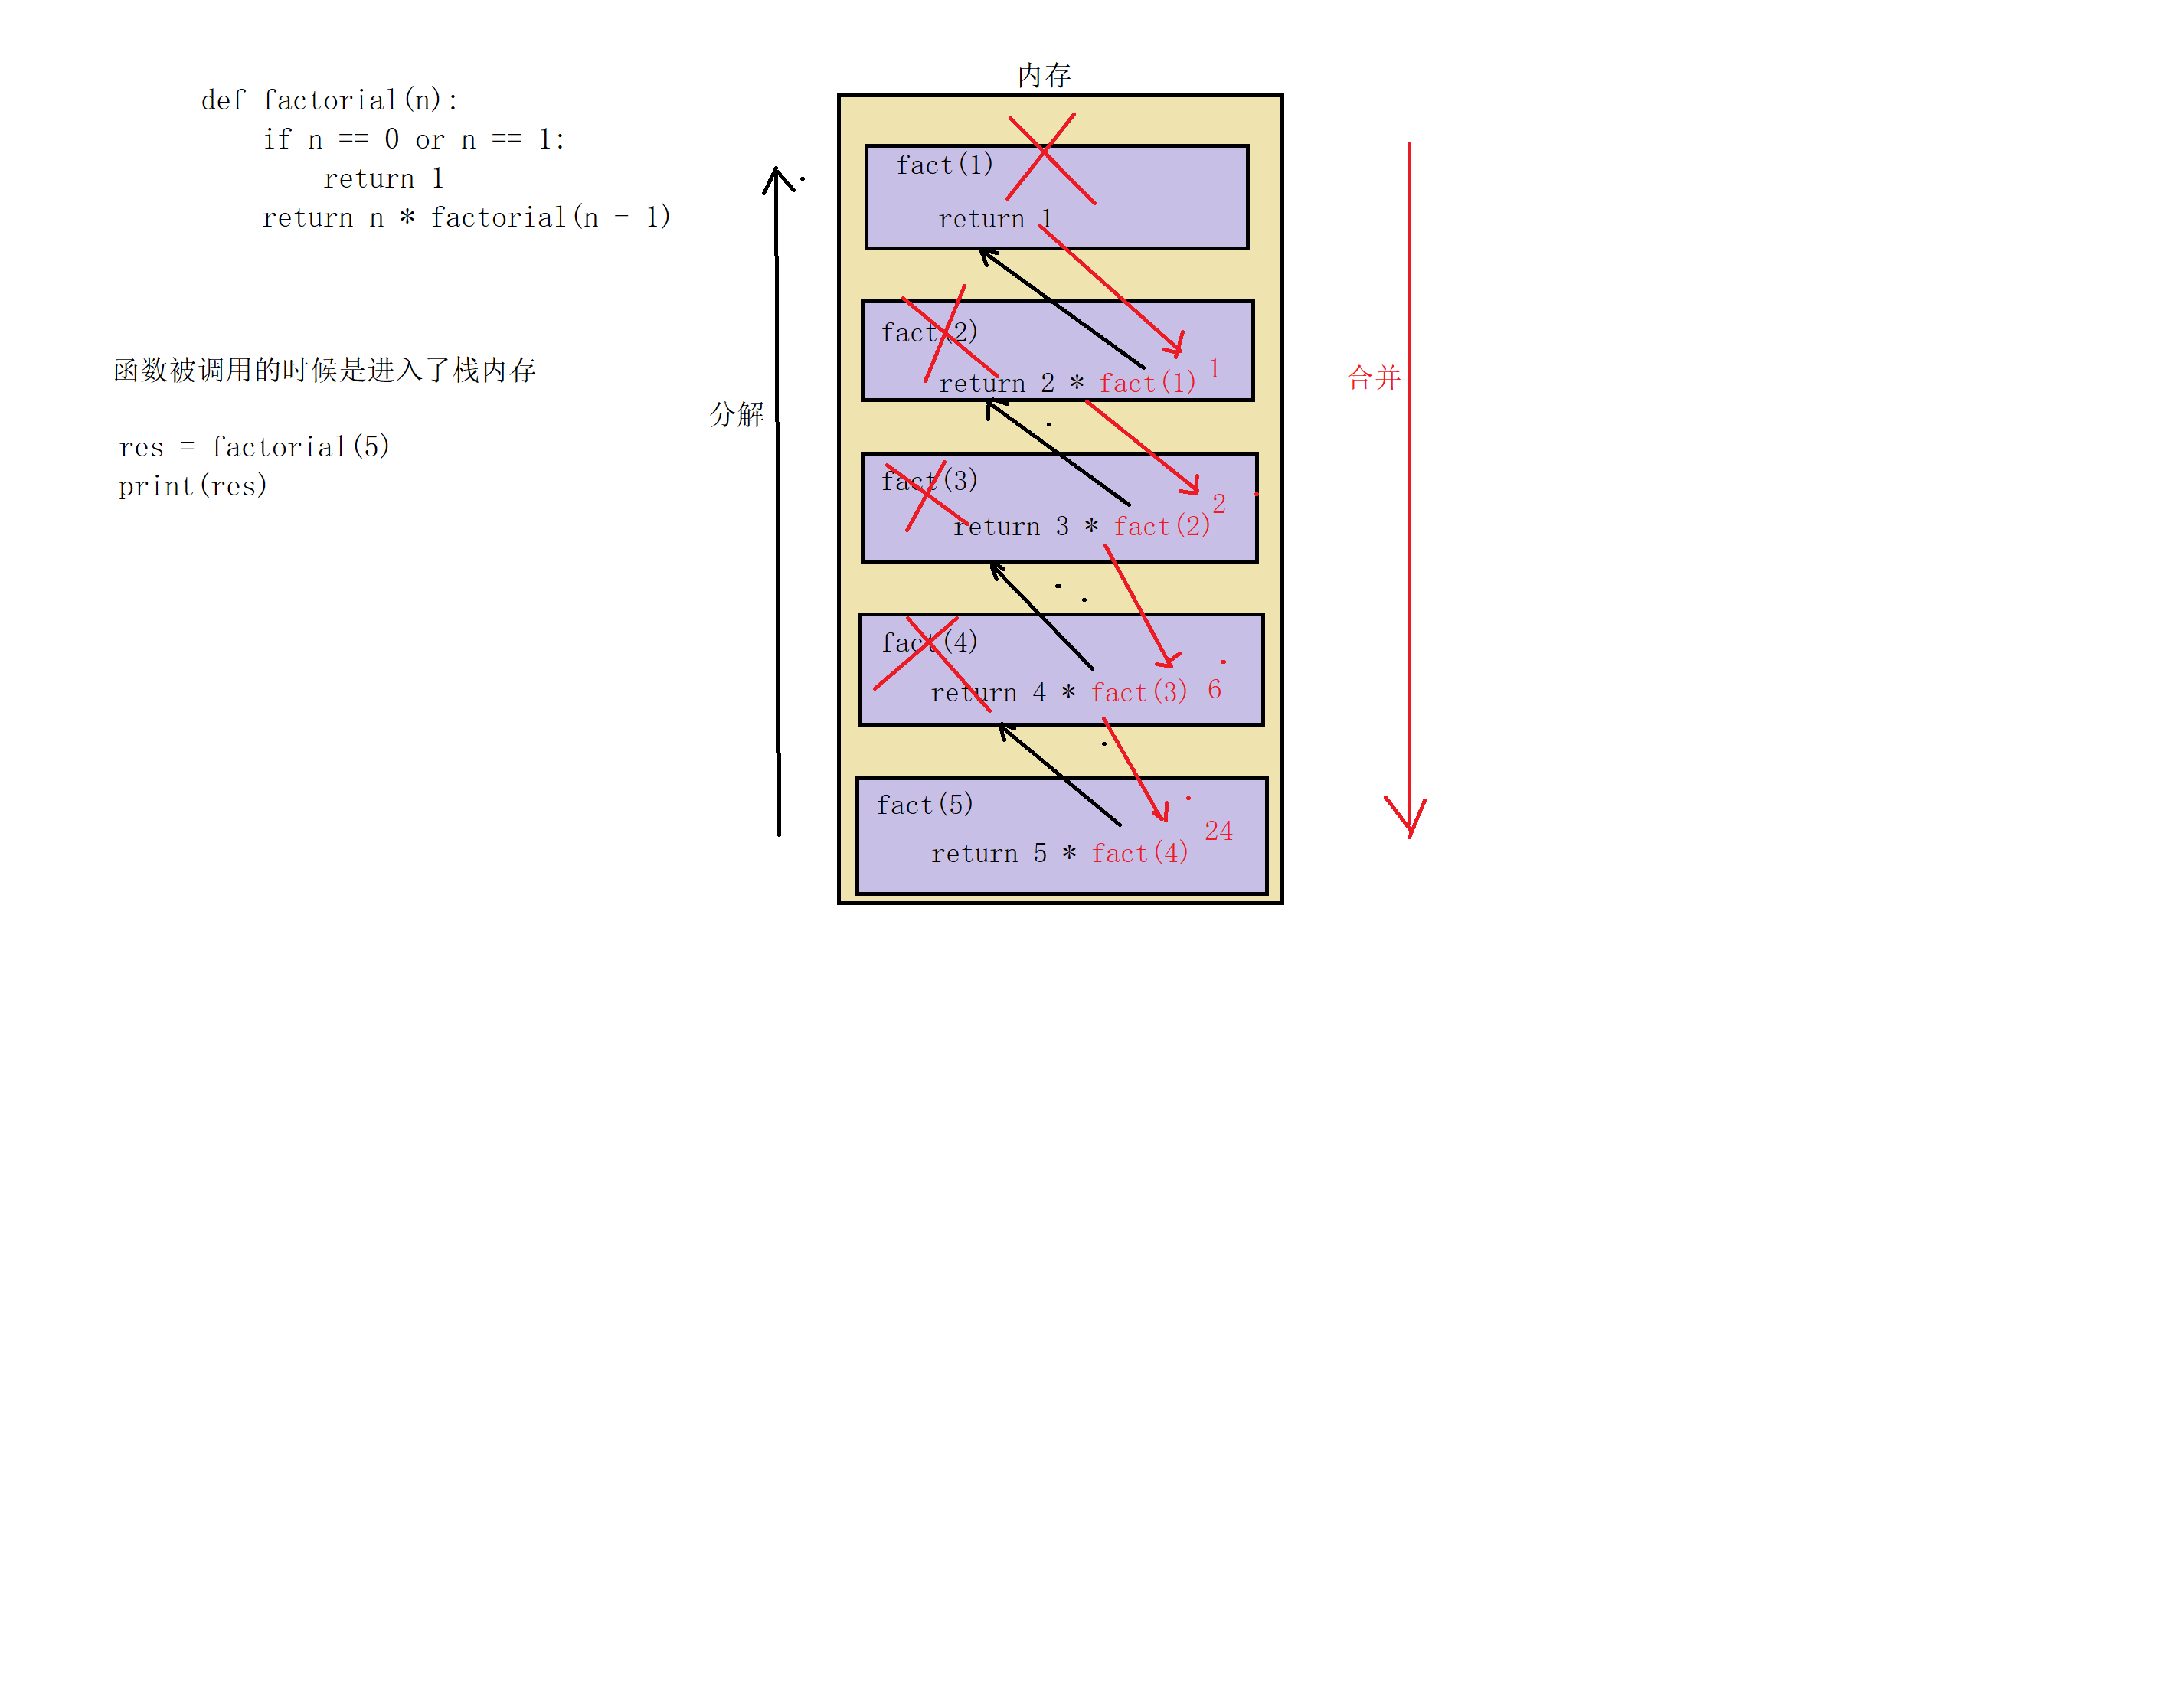 def factorial(n):
    if n == 0 or n == 1:
        return 1
    return n * factorial(n - 1)
函数被调用的时候是进入了栈内存
res = factorial(5)
print(res)
分解
内存
fact(1)
return 1
fact(2)
return 2 * fact(1) 1
fact(3)
return 3 * fact(2) 2
fact(4)
return 4 * fact(3) 6
fact(5)
return 5 * fact(4) 24
合并